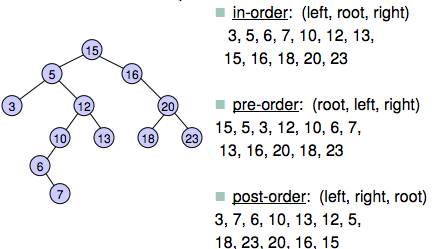 in-order: (left, root, right)
3, 5, 6, 7, 10, 12, 13,
15, 16, 18, 20, 23
pre-order: (root, left, right)
15, 5, 3, 12, 10, 6, 7,
13, 16, 20, 18, 23
post-order: (left, right, root)
3, 7, 6, 10, 13, 12, 5,
18, 23, 20, 16, 15
15
5
16
3
12
20
10
13
18
23
6
7